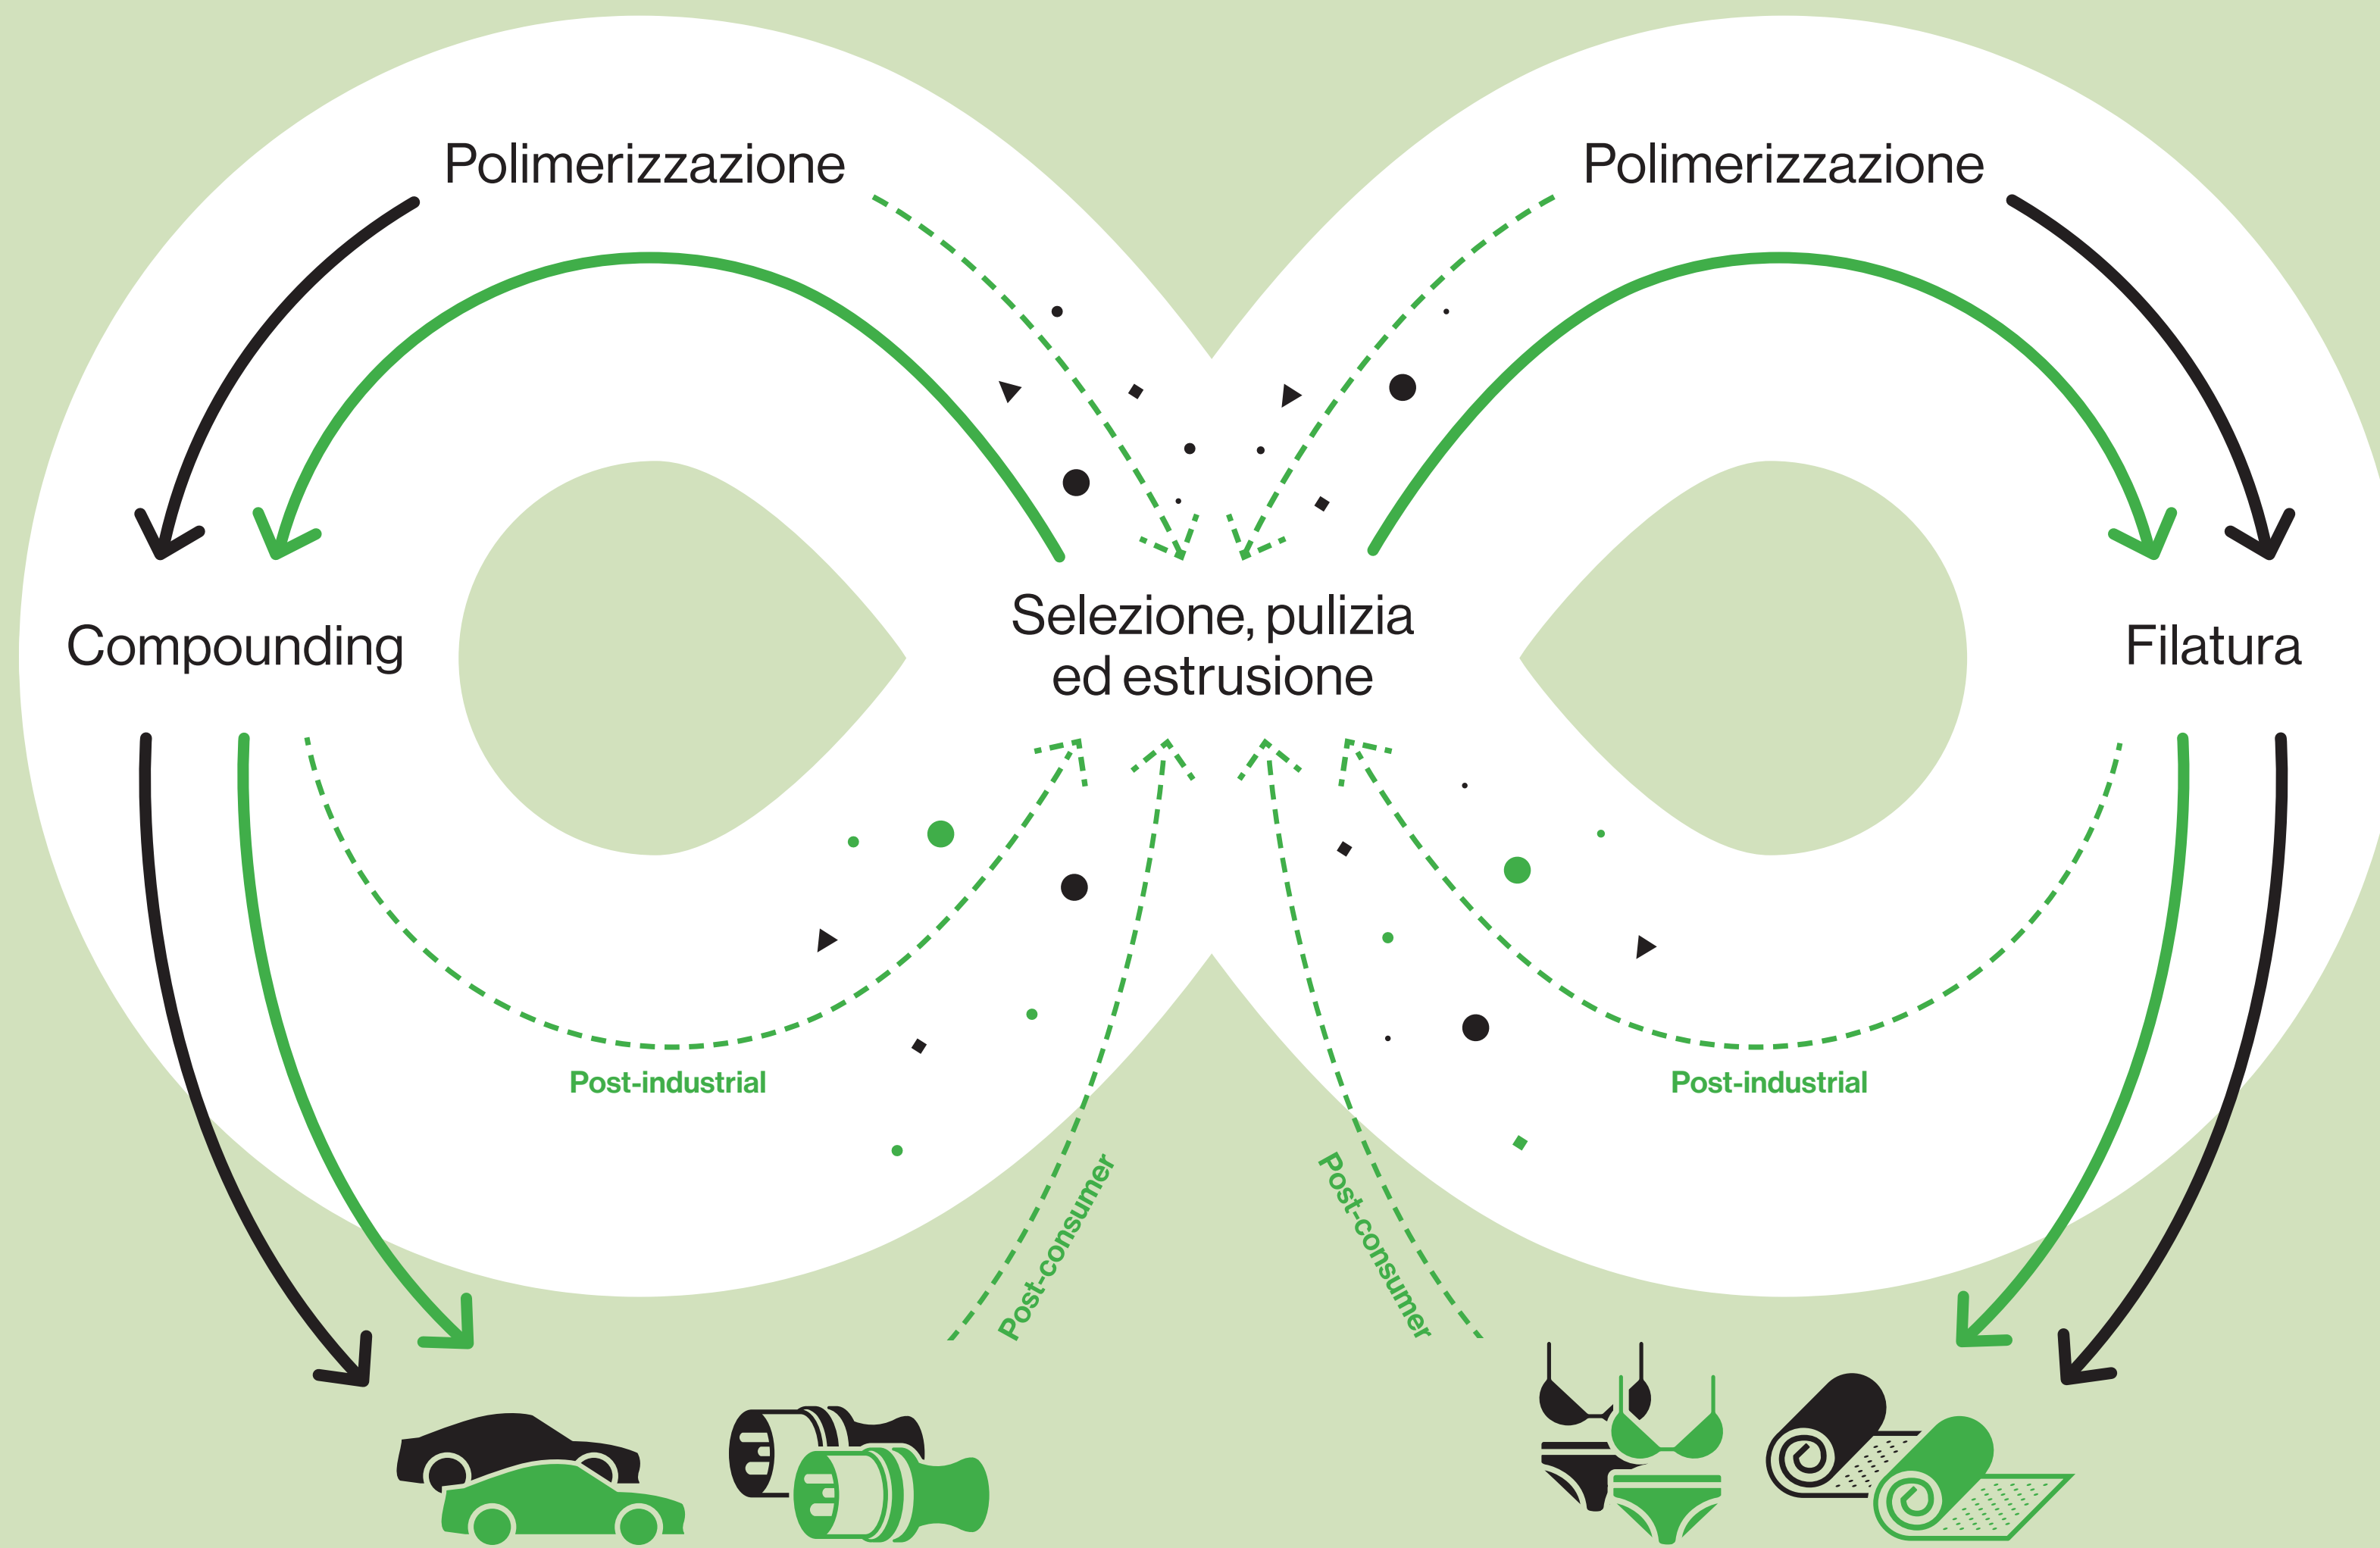 Polimerizzazione
Polimerizzazione
Selezione, pulizia
ed estrusione
Compounding
Filatura
Post-industrial
Post-industrial
Post-consumer
Post-consumer